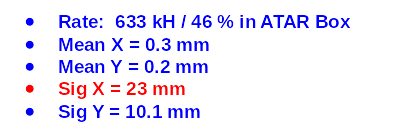 Rate:  633 kH / 46 % in ATAR Box
Mean X = 0.3 mm
Mean Y = 0.2 mm
Sig X = 23 mm
Sig Y = 10.1 mm